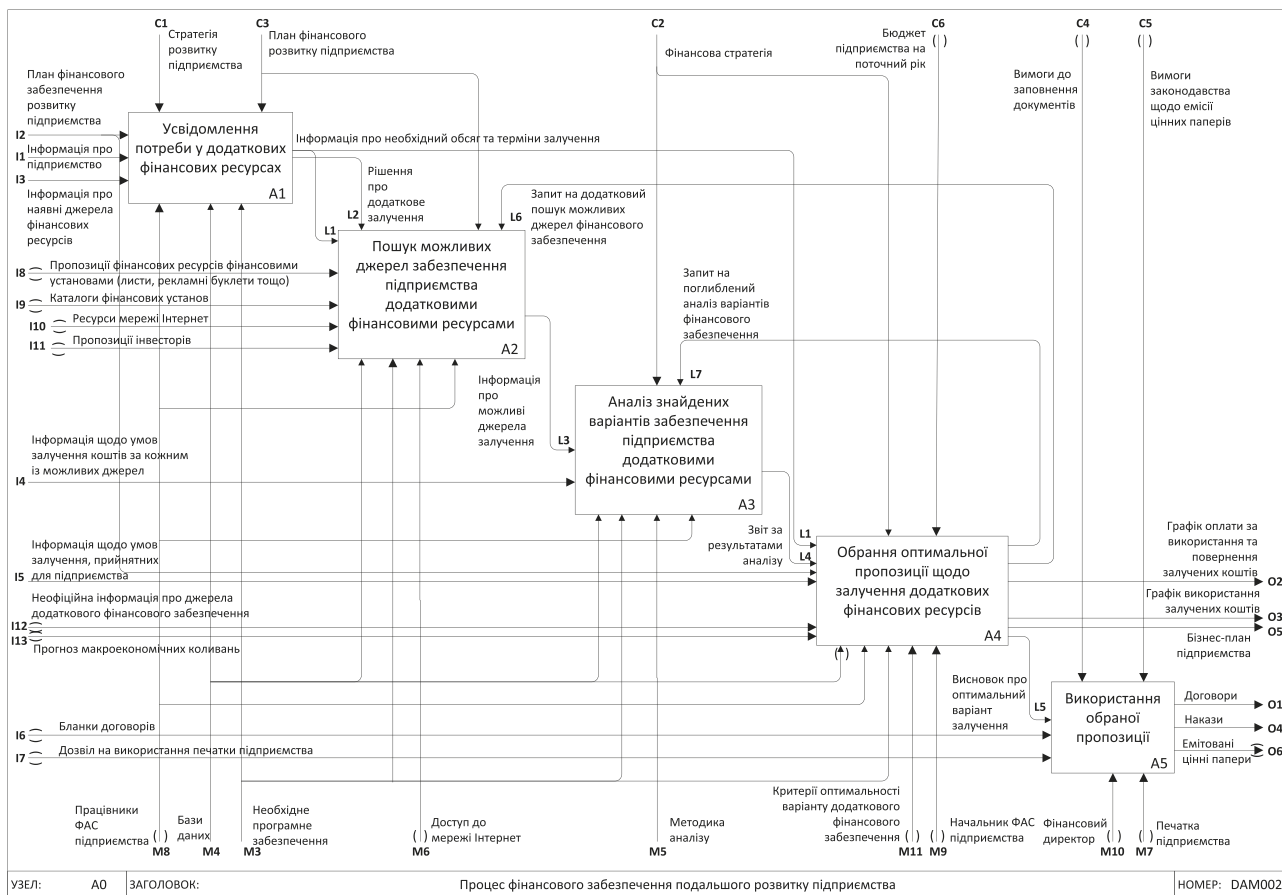 C1
C3
C2
C6
C4
C5
Стратегія
розвитку
підприємства
План фінансового
розвитку підприємства
Фінансова стратегія
Бюджет
підприємства на
поточний рік
( )
Вимоги до
заповнення
документів
( )
Вимоги
законодавства
щодо емісії
цінних паперів
( )
План фінансового
забезпечення
розвитку
підприємства
I2
Інформація про
підприємство
I1
I3
Інформація про
наявні джерела
фінансових
ресурсів
Усвідомлення
потреби у додаткових
фінансових ресурсах
A1
Інформація про необхідний обсяг та терміни залучення
Рішення
про
додаткове
залучення
L2
L1
L6
Запит на додатковий
пошук можливих
джерел фінансового
забезпечення
I8
Пропозиції фінансових ресурсів фінансовими
установами (листи, рекламні буклети тощо)
I9
Каталоги фінансових установ
I10
Ресурси мережі Інтернет
I11
Пропозиції інвесторів
Пошук можливих
джерел забезпечення
підприємства
додатковими
фінансовими ресурсами
A2
Запит на
поглиблений
аналіз варіантів
фінансового
забезпечення
L7
Інформація
про
можливі
джерела
залучення
L3
Інформація щодо умов
залучення коштів за кожним
із можливих джерел
I4
Аналіз знайдених
варіантів забезпечення
підприємства
додатковими
фінансовими ресурсами
A3
Звіт за
результатами
аналізу
L1
L4
Інформація щодо умов
залучення, прийнятних
для підприємства
I5
Неофіційна інформація про джерела
додаткового фінансового забезпечення
I12
I13
Прогноз макроекономічних коливань
Обрання оптимальної
пропозиції щодо
залучення додаткових
фінансових ресурсів
A4
( )
Графік оплати за
використання та
повернення
залучених коштів
O2
Графік використання
залучених коштів
O3
O5
Бізнес-план
підприємства
Висновок про
оптимальний
варіант
залучення
L5
I6
Бланки договорів
I7
Дозвіл на використання печатки підприємства
Використання
обраної
пропозиції
A5
Договори
O1
Накази
O4
Емітовані
цінні папери
O6
Працівники
ФАС
підприємства
( )
M8
Бази
даних
M4
Необхідне
програмне
забезпечення
M3
Доступ до
мережі Інтернет
( )
M6
Методика
аналізу
M5
Критерії оптимальності
варіанту додаткового
фінансового
забезпечення
( )
M11
Начальник ФАС
підприємства
( )
M9
Фінансовий
директор
( )
M10
Печатка
підприємства
( )
M7
УЗЕЛ: A0 ЗАГОЛОВОК: Процес фінансового забезпечення подальшого розвитку підприємства НОМЕР: DAM002